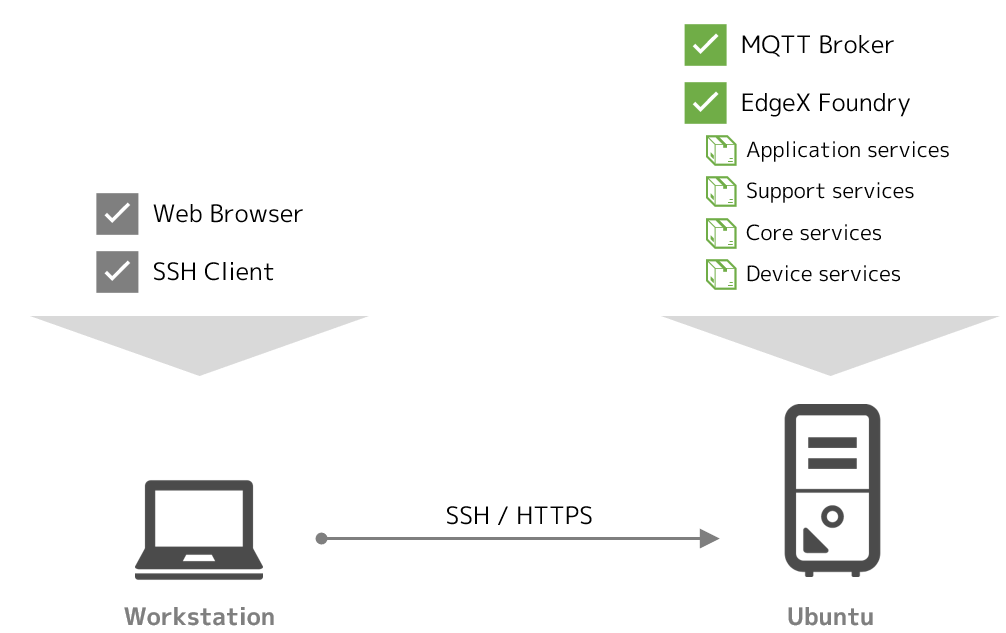 MQTT Broker
EdgeX Foundry
Application services
Support services
Core services
Device services
Web Browser
SSH Client
SSH / HTTPS
Workstation
Ubuntu